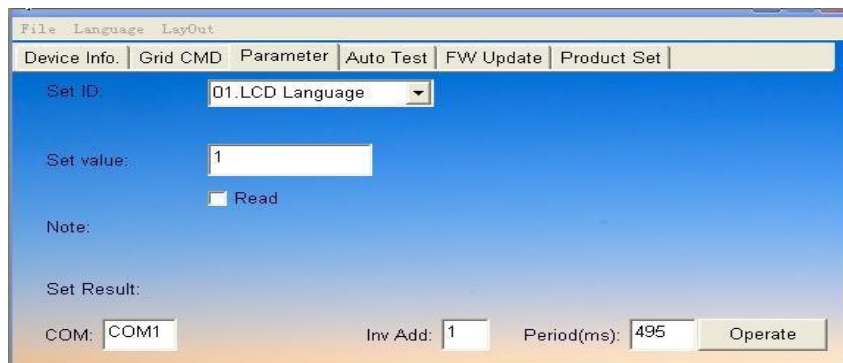 File Language LayOut
Device Info. Grid CMD Parameter Auto Test FW Update Product Set
Set ID: 01.LCD Language
Set value: 1
Read
Note:
Set Result:
COM: COM1 Inv Add: 1 Period(ms): 495 Operate